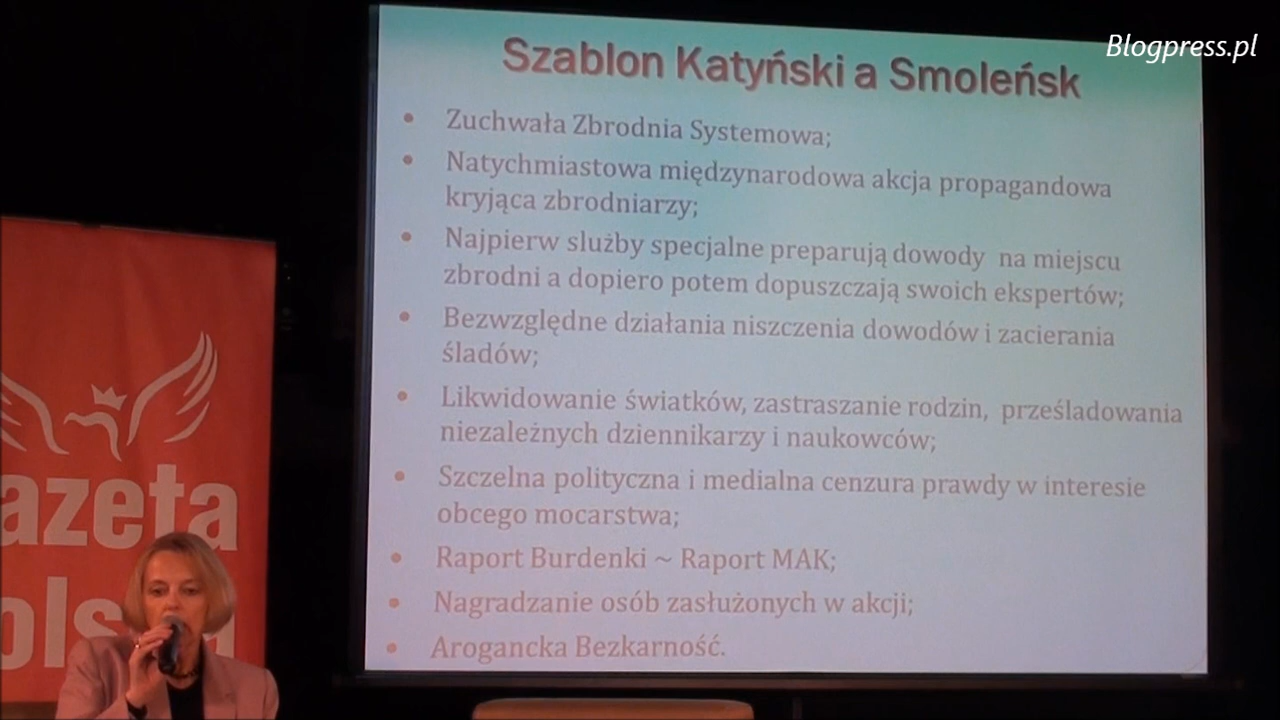 Blogpress.pl
Szablon Katyński a Smoleńsk
• Zuchwała Zbrodnia Systemowa;
• Natychmiastowa międzynarodowa akcja propagandowa
kryjąca zbrodniarzy;
• Najpierw służby specjalne preparują dowody na miejscu
zbrodni a dopiero potem dopuszczają swoich ekspertów;
• Bezwzględne działania niszczenia dowodów i zacierania
śladów;
• Likwidowanie światków, zastraszanie rodzin, prześladowania
niezależnych dziennikarzy i naukowców;
• Szczelna polityczna i medialna cenzura prawdy w interesie
obcego mocarstwa;
• Raport Burdenki ~ Raport MAK;
• Nagradzanie osób zasłużonych w akcji;
• Arogancka Bezkarność.
azeta
ols a